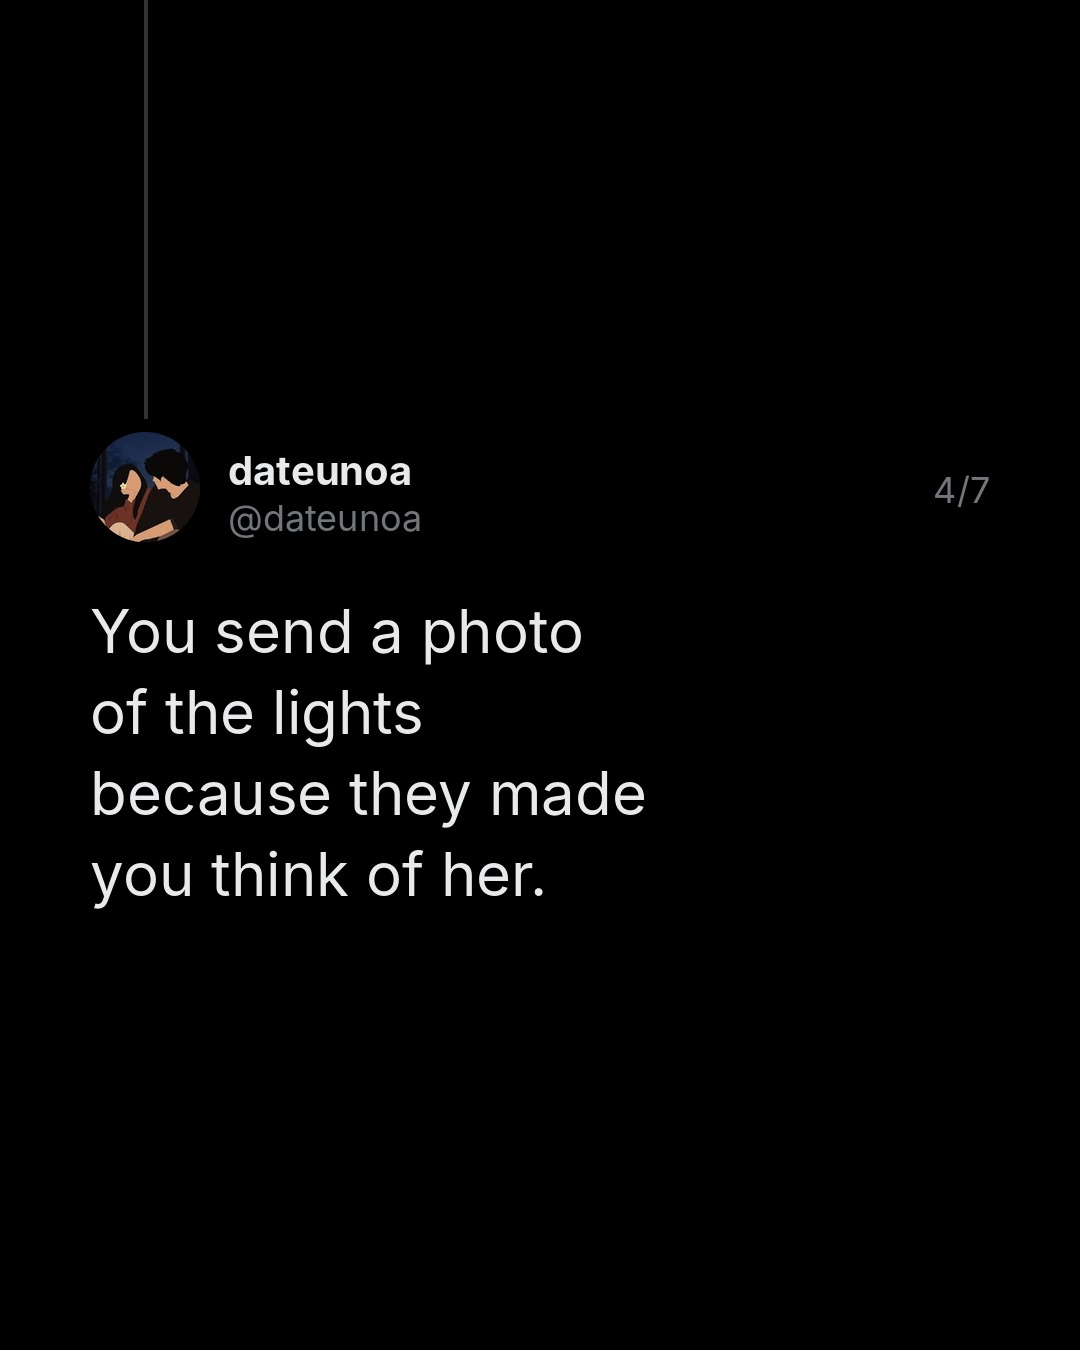 dateunoa
@dateunoa
4/7
You send a photo
of the lights
because they made
you think of her.